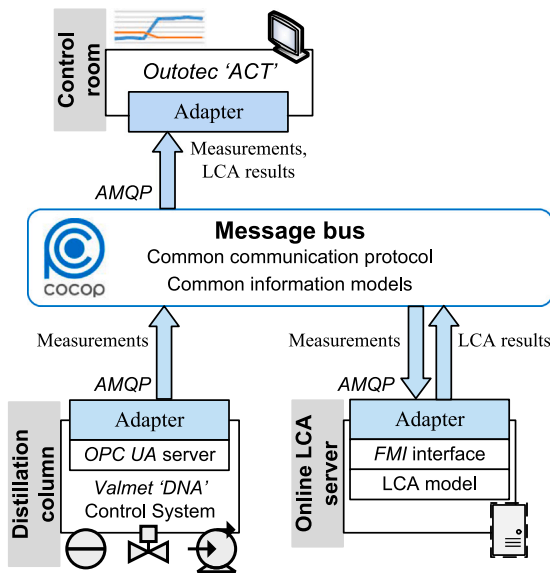 Control
room
Outotec ‘ACT’
Adapter
Measurements,
LCA results
AMQP
cocop
Message bus
Common communication protocol
Common information models
Measurements
AMQP
Measurements
LCA results
AMQP
Distillation
column
Adapter
OPC UA server
Valmet ‘DNA’
Control System
Online LCA
server
Adapter
FMI interface
LCA model